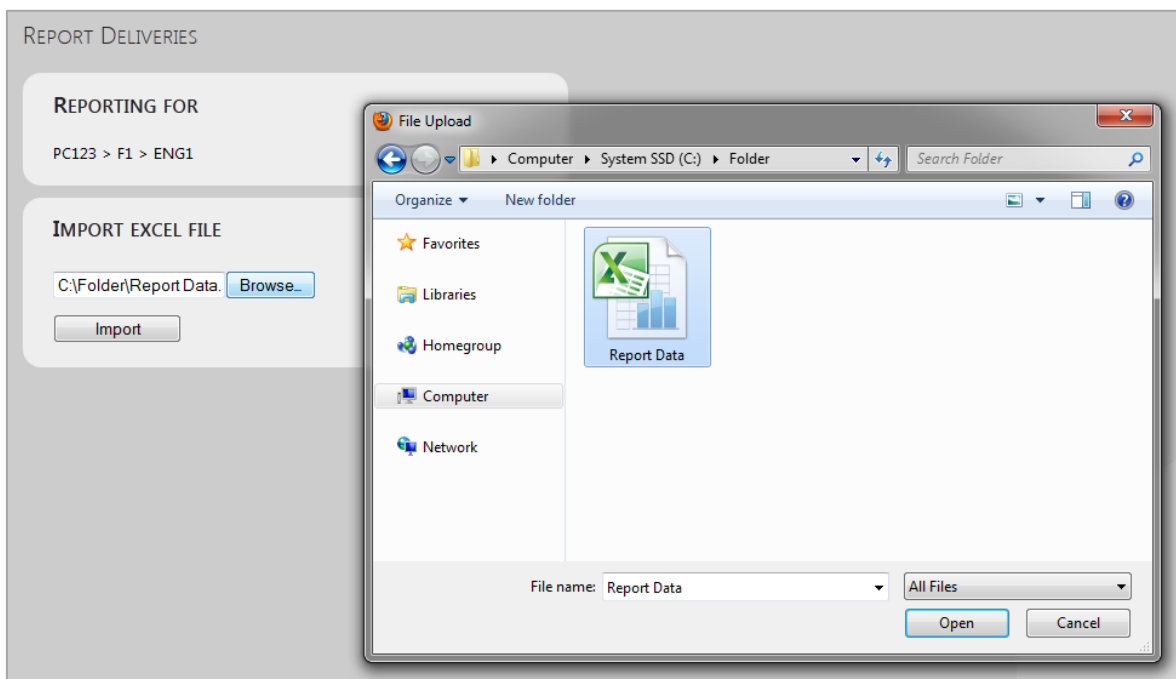 REPORT DELIVERIES
REPORTING FOR
PC123 > F1 > ENG1
IMPORT EXCEL FILE
C:\Folder\Report Data. Browse...
Import
File Upload
Computer System SSD (C:) Folder
Search Folder
Organize New folder
Favorites
Libraries
Homegroup
Computer
Network
Report Data
File name: Report Data All Files
Open Cancel